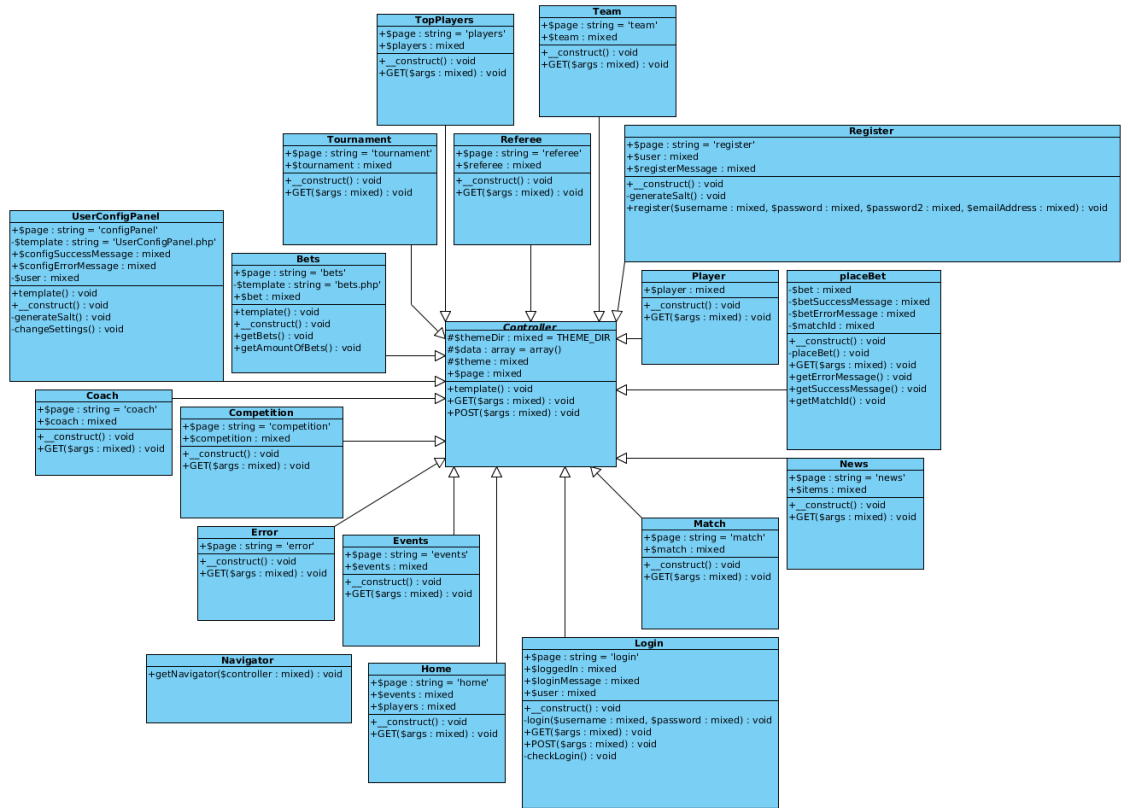 TopPlayers
+$page : string = 'players'
+$players : mixed
+__construct() : void
+GET($args : mixed) : void
Team
+$page : string = 'team'
+$team : mixed
+__construct() : void
+GET($args : mixed) : void
Tournament
+$page : string = 'tournament'
+$tournament : mixed
+__construct() : void
+GET($args : mixed) : void
Referee
+$page : string = 'referee'
+$referee : mixed
+__construct() : void
+GET($args : mixed) : void
Register
+$page : string = 'register'
+$user : mixed
+$registerMessage : mixed
+__construct() : void
-generateSalt() : void
+register($username : mixed, $password : mixed, $password2 : mixed, $emailAddress : mixed) : void
UserConfigPanel
+$page : string = 'configPanel'
-$template : string = 'UserConfigPanel.php'
+$configSuccessMessage : mixed
+$configErrorMessage : mixed
-$user : mixed
+template() : void
+__construct() : void
-generateSalt() : void
-changeSettings() : void
Bets
+$page : string = 'bets'
-$template : string = 'bets.php'
+$bet : mixed
+template() : void
+__construct() : void
+getBets() : void
+getAmountOfBets() : void
Controller
#$themeDir : mixed = THEME_DIR
#$data : array = array()
#$theme : mixed
+$page : mixed
+template() : void
+GET($args : mixed) : void
+POST($args : mixed) : void
Player
+$player : mixed
+__construct() : void
+GET($args : mixed) : void
placeBet
-$bet : mixed
-$betSuccessMessage : mixed
-$betErrorMessage : mixed
-$matchId : mixed
+__construct() : void
-placeBet() : void
+GET($args : mixed) : void
+getErrorMessage() : void
+getSuccessMessage() : void
+getMatchId() : void
Coach
+$page : string = 'coach'
+$coach : mixed
+__construct() : void
+GET($args : mixed) : void
Competition
+$page : string = 'competition'
+$competition : mixed
+__construct() : void
+GET($args : mixed) : void
News
+$page : string = 'news'
+$items : mixed
+__construct() : void
+GET($args : mixed) : void
Error
+$page : string = 'error'
+__construct() : void
+GET($args : mixed) : void
Events
+$page : string = 'events'
+$events : mixed
+__construct() : void
+GET($args : mixed) : void
Match
+$page : string = 'match'
+$match : mixed
+__construct() : void
+GET($args : mixed) : void
Navigator
+getNavigator($controller : mixed) : void
Home
+$page : string = 'home'
+$events : mixed
+$players : mixed
+__construct() : void
+GET($args : mixed) : void
Login
+$page : string = 'login'
+$loggedIn : mixed
+$loginMessage : mixed
+$user : mixed
+__construct() : void
-login($username : mixed, $password : mixed) : void
+GET($args : mixed) : void
+POST($args : mixed) : void
-checkLogin() : void